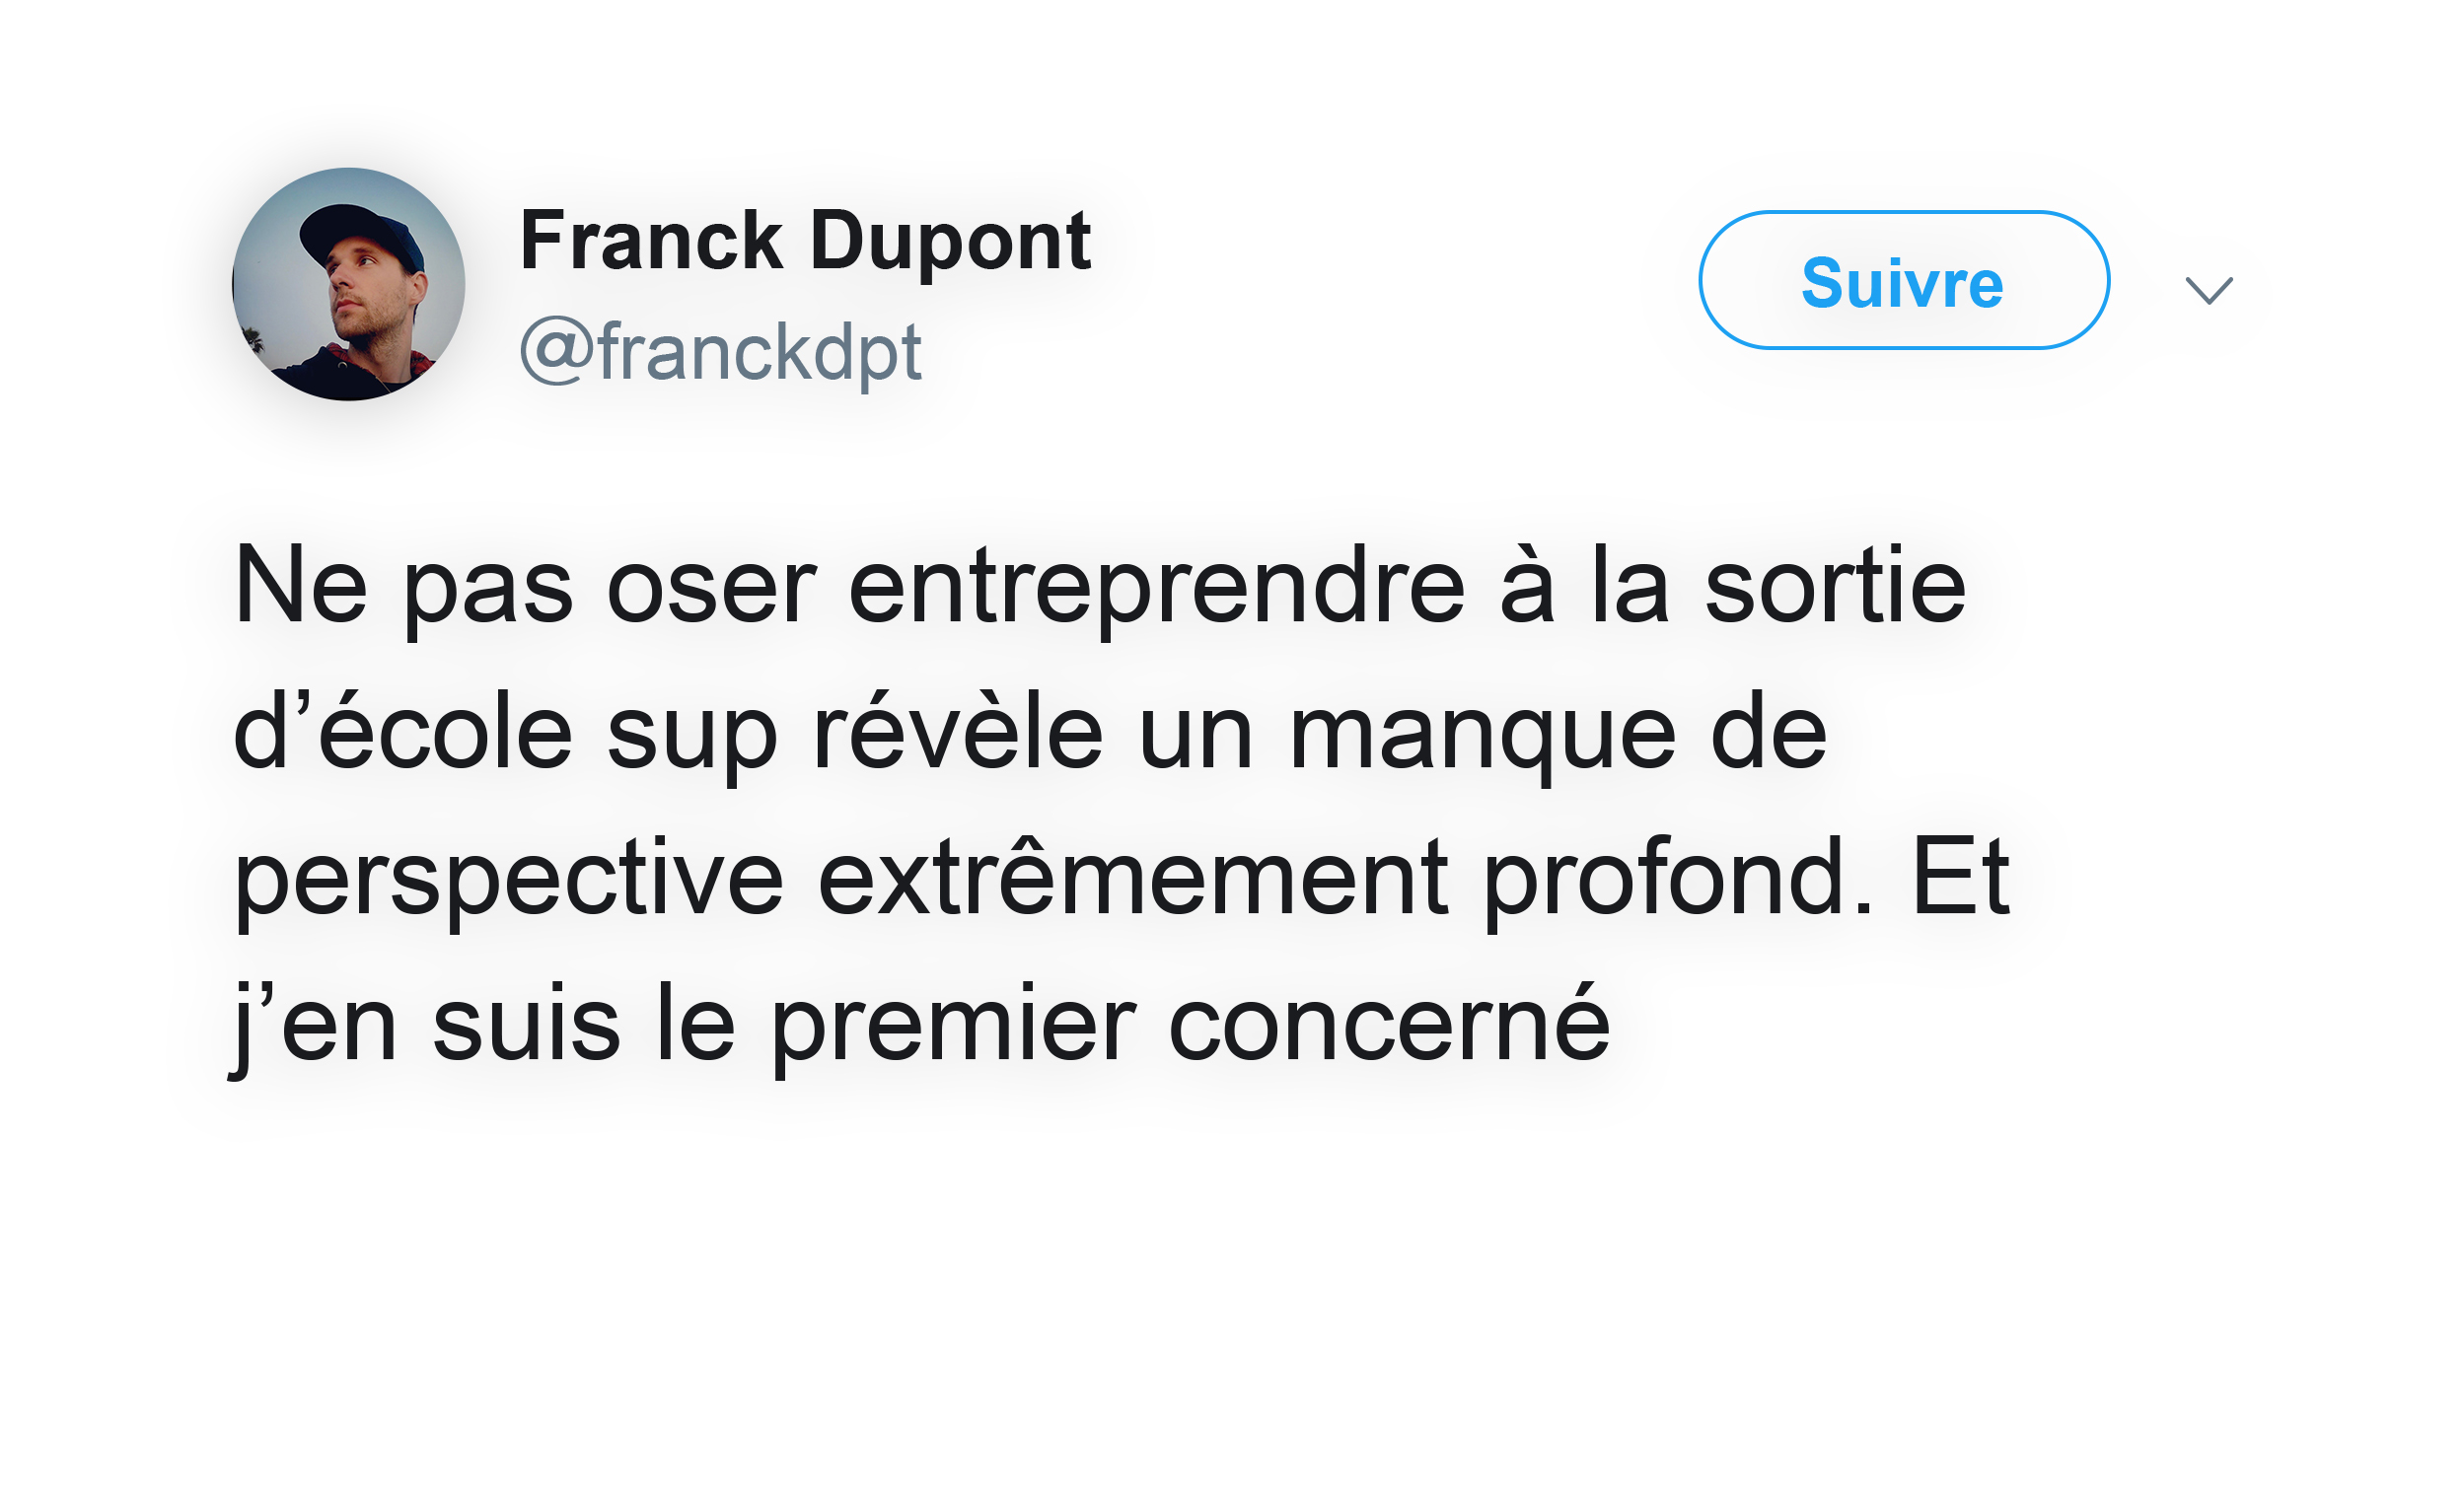 Franck Dupont
@franckdpt
Suivre
Ne pas oser entreprendre à la sortie
d’école sup révèle un manque de
perspective extrêmement profond. Et
j’en suis le premier concerné